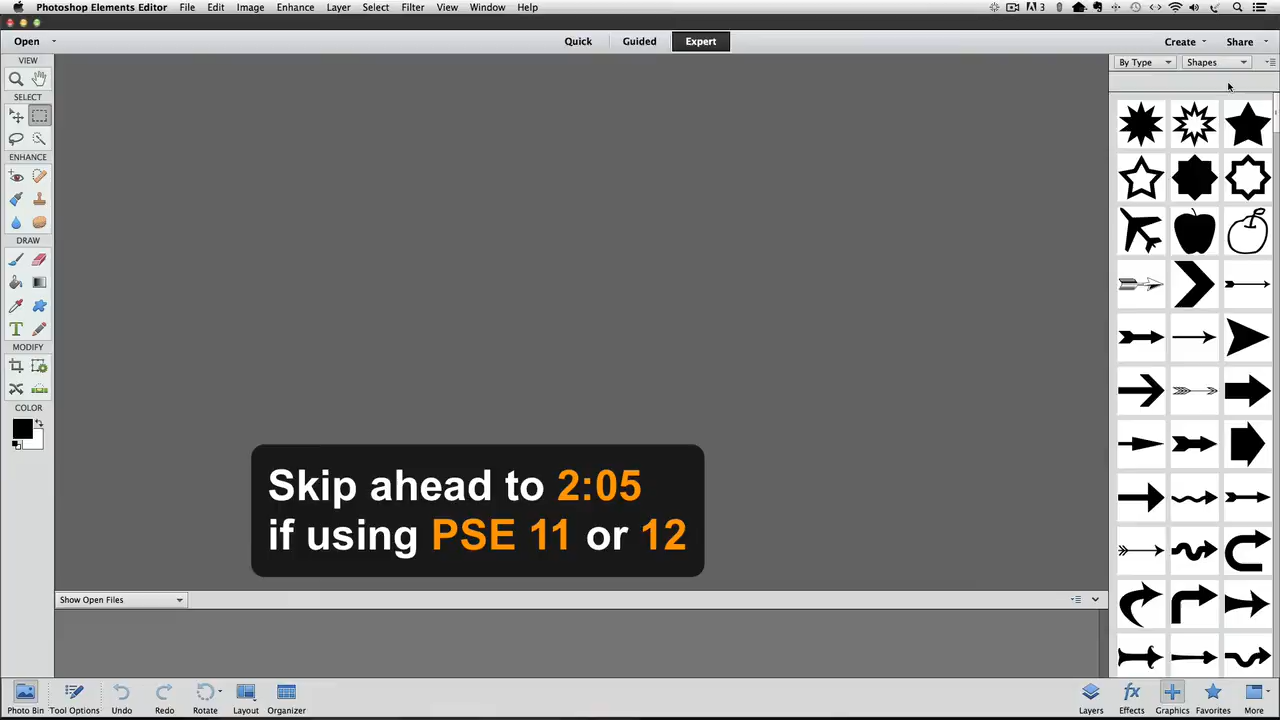 Photoshop Elements Editor File Edit Image Enhance Layer Select Filter View Window Help
3
Open Quick Guided Expert Create Share
VIEW
By Type Shapes
SELECT
ENHANCE
DRAW
T
MODIFY
COLOR
Skip ahead to 2:05
if using PSE 11 or 12
Show Open Files
Photo Bin Tool Options Undo Redo Rotate Layout Organizer fx Layers Effects Graphics Favorites More